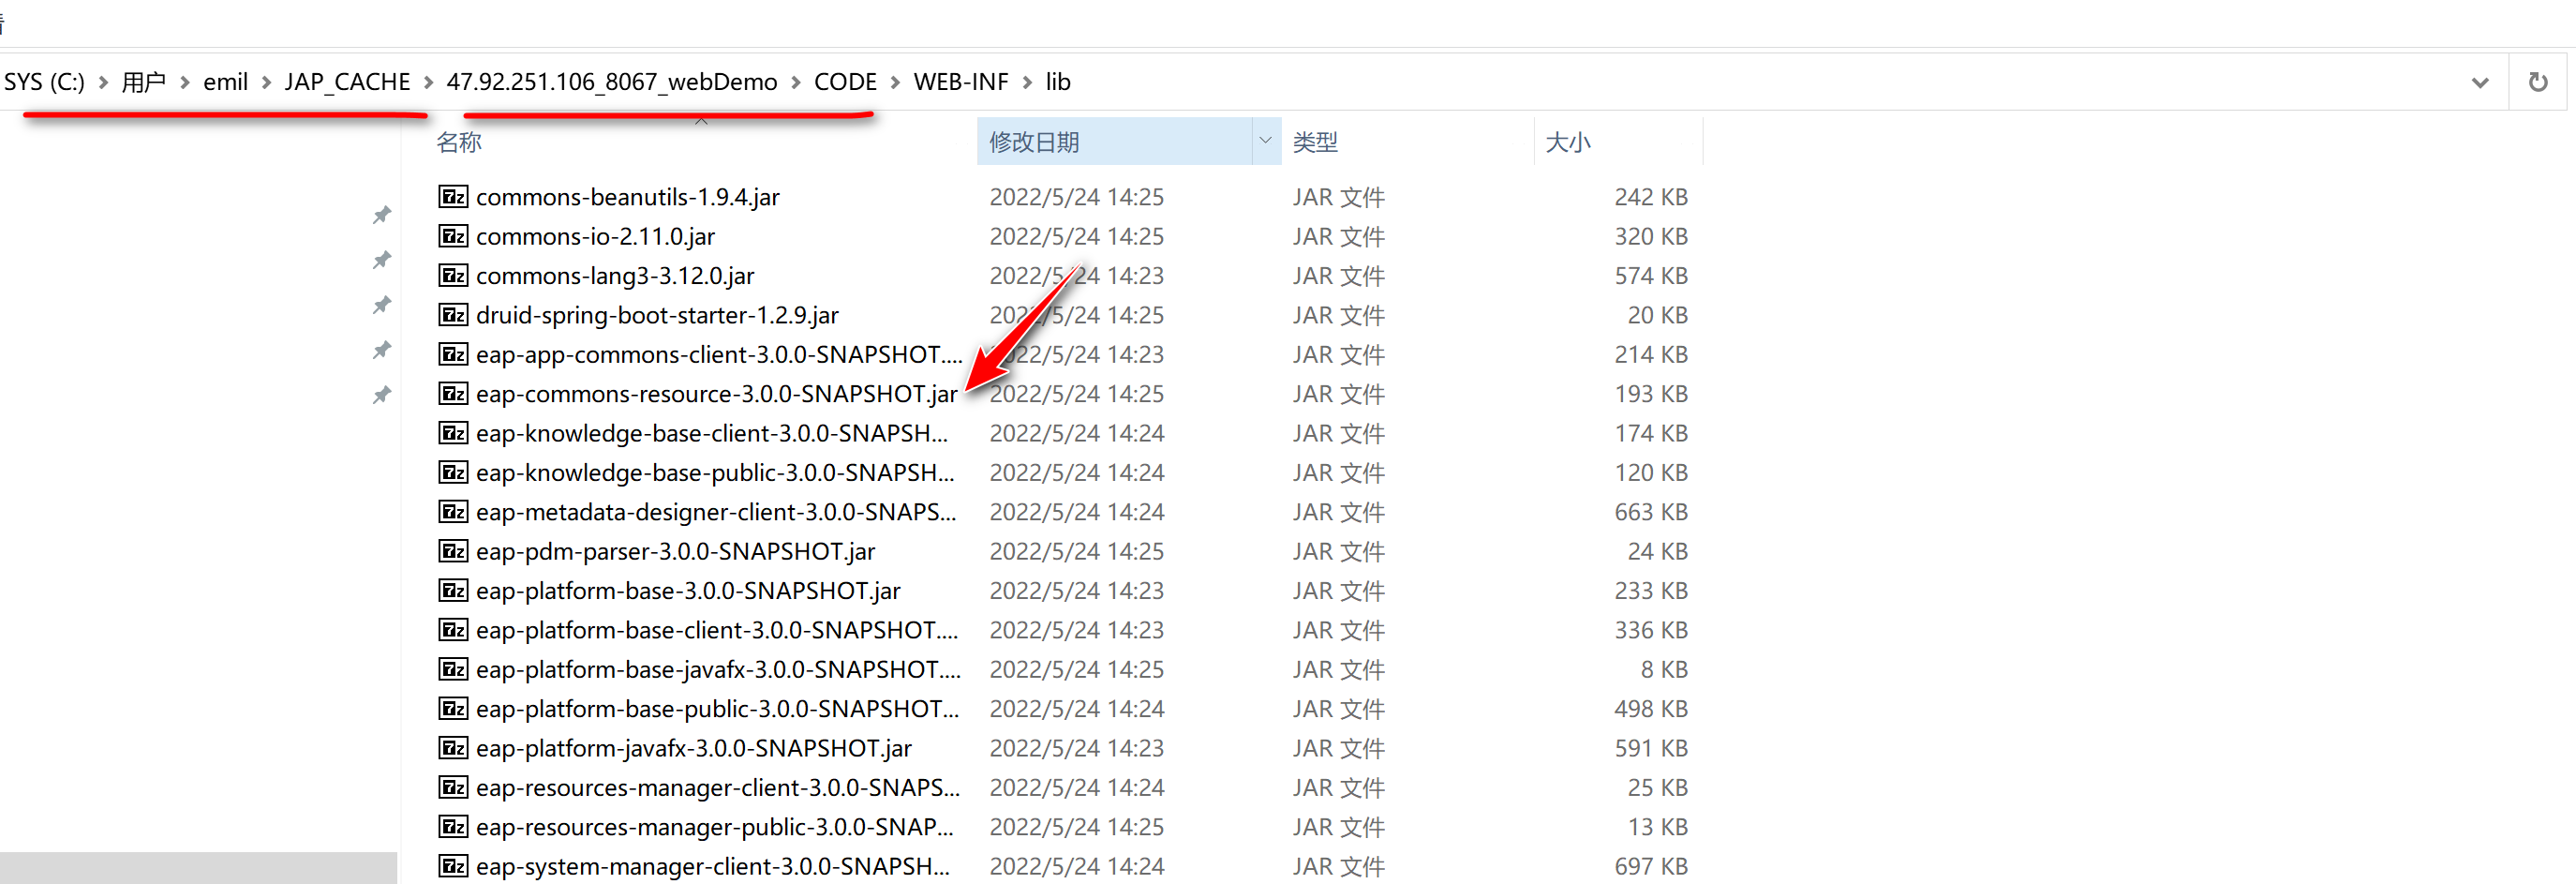 SYS (C:) > 用户 > emil > JAP_CACHE > 47.92.251.106_8067_webDemo > CODE > WEB-INF > lib
名称 修改日期 类型 大小
commons-beanutils-1.9.4.jar 2022/5/24 14:25 JAR 文件 242 KB
commons-io-2.11.0.jar 2022/5/24 14:25 JAR 文件 320 KB
commons-lang3-3.12.0.jar 2022/5/24 14:23 JAR 文件 574 KB
druid-spring-boot-starter-1.2.9.jar 2022/5/24 14:25 JAR 文件 20 KB
eap-app-commons-client-3.0.0-SNAPSHOT.... 2022/5/24 14:23 JAR 文件 214 KB
eap-commons-resource-3.0.0-SNAPSHOT.jar 2022/5/24 14:25 JAR 文件 193 KB
eap-knowledge-base-client-3.0.0-SNAPSH... 2022/5/24 14:24 JAR 文件 174 KB
eap-knowledge-base-public-3.0.0-SNAPSH... 2022/5/24 14:24 JAR 文件 120 KB
eap-metadata-designer-client-3.0.0-SNAPS... 2022/5/24 14:24 JAR 文件 663 KB
eap-pdm-parser-3.0.0-SNAPSHOT.jar 2022/5/24 14:25 JAR 文件 24 KB
eap-platform-base-3.0.0-SNAPSHOT.jar 2022/5/24 14:23 JAR 文件 233 KB
eap-platform-base-client-3.0.0-SNAPSHOT.... 2022/5/24 14:23 JAR 文件 336 KB
eap-platform-base-javafx-3.0.0-SNAPSHOT.... 2022/5/24 14:25 JAR 文件 8 KB
eap-platform-base-public-3.0.0-SNAPSHOT... 2022/5/24 14:24 JAR 文件 498 KB
eap-platform-javafx-3.0.0-SNAPSHOT.jar 2022/5/24 14:23 JAR 文件 591 KB
eap-resources-manager-client-3.0.0-SNAPS... 2022/5/24 14:24 JAR 文件 25 KB
eap-resources-manager-public-3.0.0-SNAP... 2022/5/24 14:25 JAR 文件 13 KB
eap-system-manager-client-3.0.0-SNAPSH... 2022/5/24 14:24 JAR 文件 697 KB